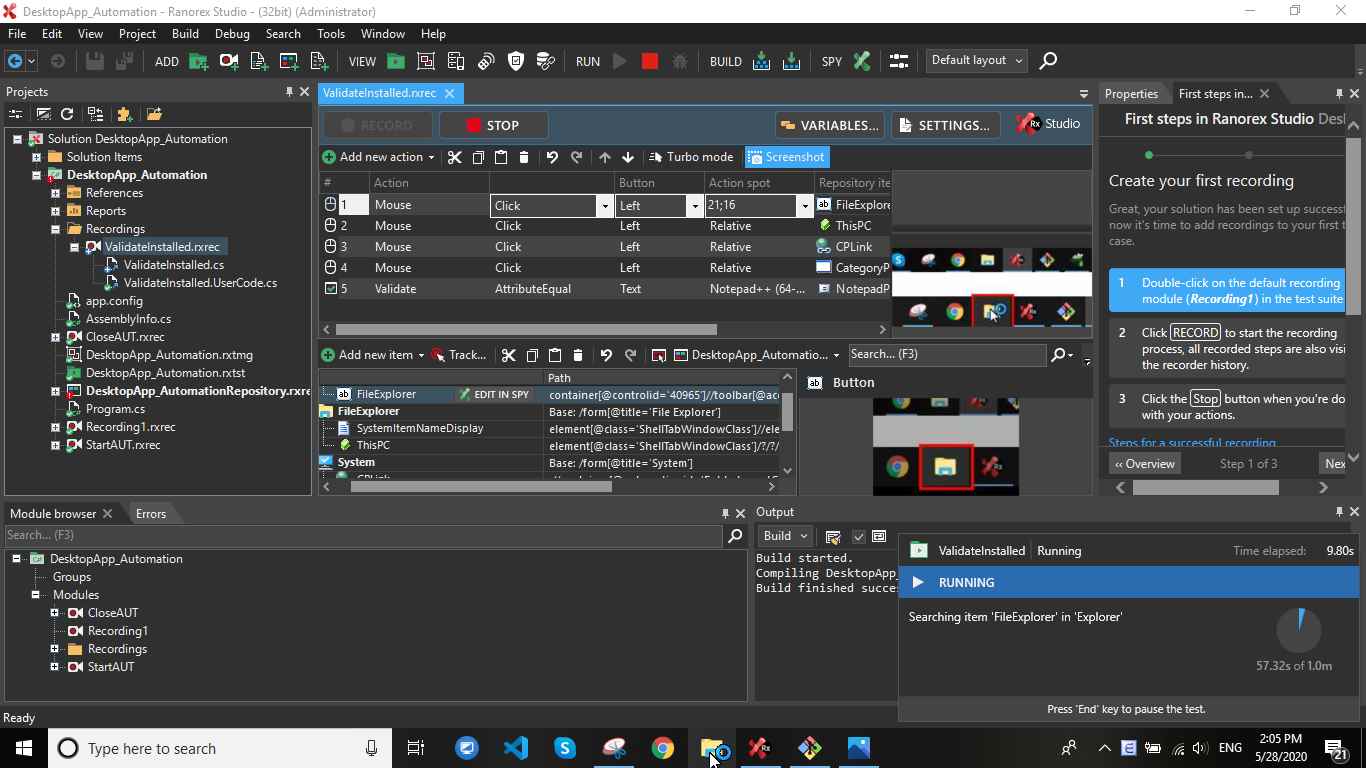 DesktopApp_Automation - Ranorex Studio - (32bit) (Administrator)
File Edit View Project Build Debug Search Tools Window Help
ADD VIEW RUN BUILD SPY Default layout
Projects
Solution DesktopApp_Automation
Solution Items
DesktopApp_Automation
References
Reports
Recordings
ValidateInstalled.rxrec
ValidateInstalled.cs
ValidateInstalled.UserCode.cs
app.config
AssemblyInfo.cs
CloseAUT.rxrec
DesktopApp_Automation.rxtmg
DesktopApp_Automation.rxtst
DesktopApp_AutomationRepository.rxre
Program.cs
Recording1.rxrec
StartAUT.rxrec
ValidateInstalled.rxrec
RECORD STOP VARIABLES... SETTINGS... Rx Studio
Add new action Turbo mode Screenshot
# Action Button Action spot Repository ite
1 Mouse Click Left 21;16 FileExplore
2 Mouse Click Left Relative ThisPC
3 Mouse Click Left Relative CPLink
4 Mouse Click Left Relative CategoryP
5 Validate AttributeEqual Text Notepad++ (64-... NotepadP
Add new item Track... DesktopApp_Automatio... Search... (F3)
Path
FileExplorer EDIT IN SPY container[@controlid='40965']//toolbar[@acc
FileExplorer Base: /form[@title='File Explorer']
SystemItemNameDisplay element[@class='ShellTabWindowClass']//ele
ThisPC element[@class='ShellTabWindowClass']/?/?/
System Base: /form[@title='System']
Button
Properties First steps in...
First steps in Ranorex Studio Des
Create your first recording
Great, your solution has been set up success
now it's time to add recordings to your first t
case.
1 Double-click on the default recording
module (Recording1) in the test suite
2 Click RECORD to start the recording
process, all recorded steps are also visi
the recorder history.
3 Click the Stop button when you're do
with your actions.
Steps for a successful recording
‹‹ Overview Step 1 of 3 Nex
Module browser Errors
Search... (F3)
DesktopApp_Automation
Groups
Modules
CloseAUT
Recording1
Recordings
StartAUT
Output
Build
Build started.
Compiling DesktopApp_
Build finished succes
ValidateInstalled Running Time elapsed: 9.80s
RUNNING
Searching item 'FileExplorer' in 'Explorer'
57.32s of 1.0m
Press 'End' key to pause the test.
Ready
Type here to search
ENG
2:05 PM
5/28/2020
21